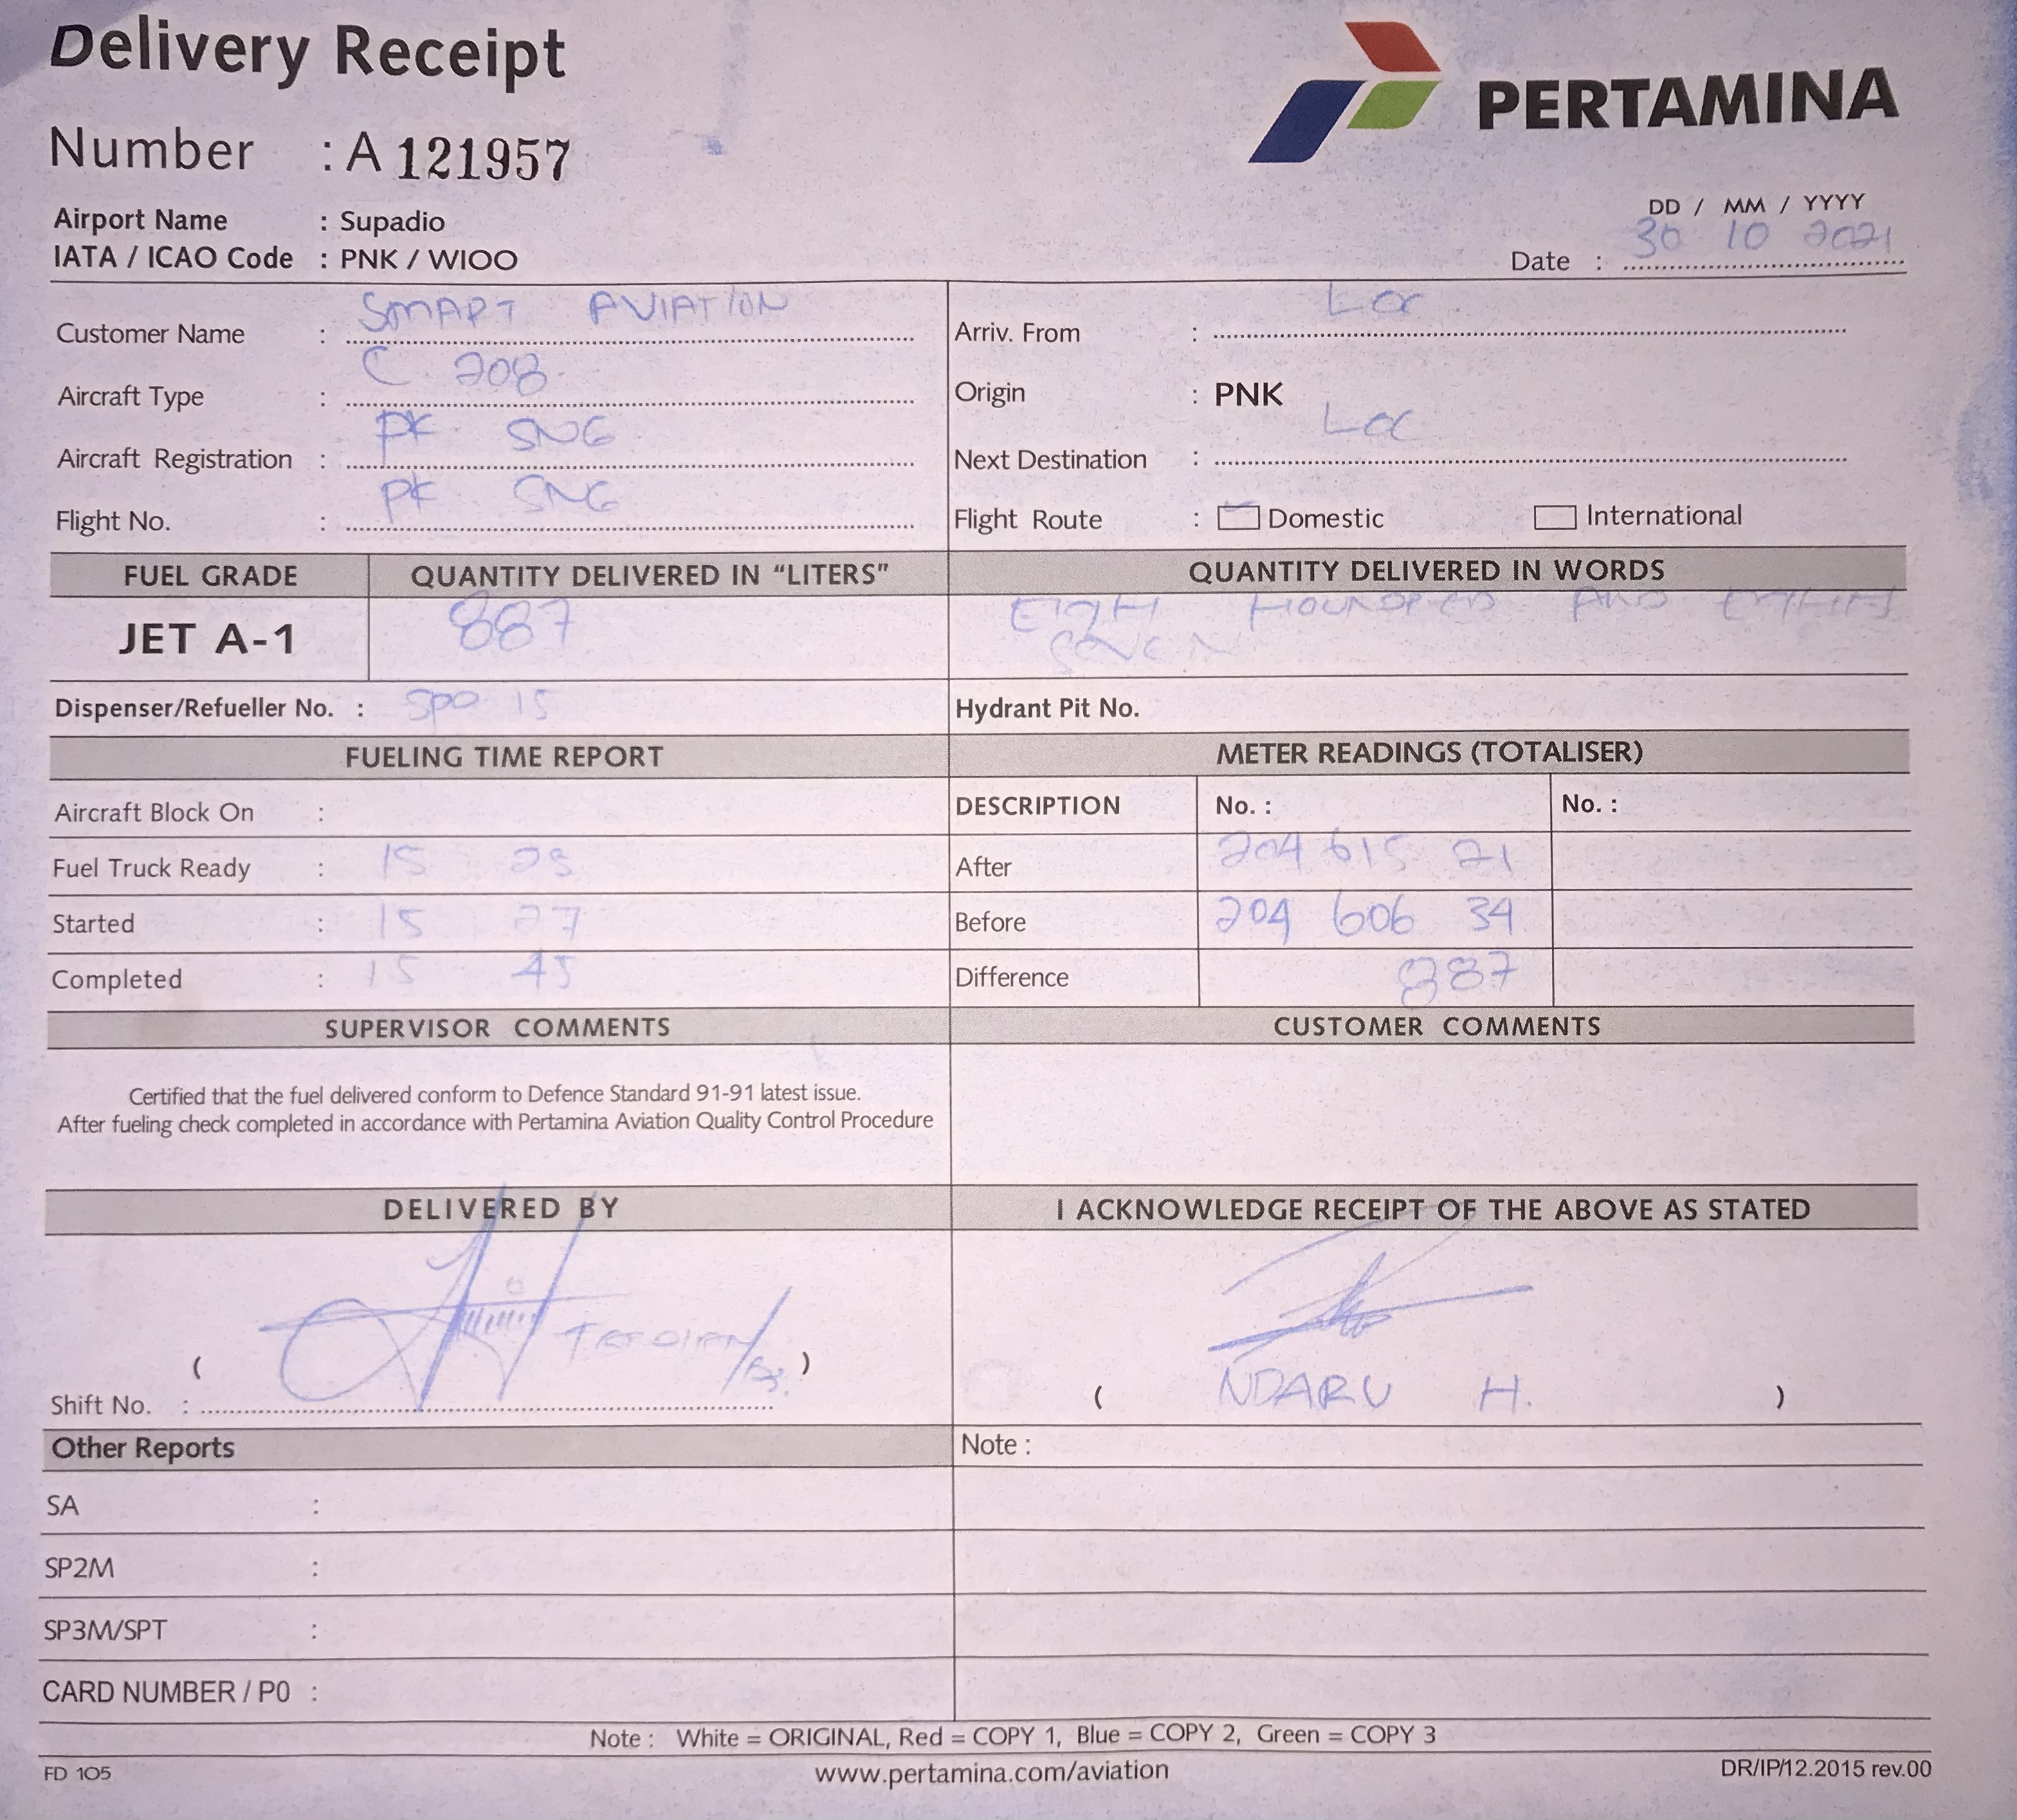 Delivery Receipt
PERTAMINA
Number : A 121957
Airport Name : Supadio
IATA / ICAO Code : PNK / WIOO
DD / MM / YYYY
Date : 30 10 2021
Customer Name : SMART AVIATION
Arriv. From : Loc
Aircraft Type : C 208
Origin : PNK
Aircraft Registration : PK SNG
Next Destination : Loc
Flight No. : PK SNG
Flight Route : Domestic International
FUEL GRADE QUANTITY DELIVERED IN “LITERS” QUANTITY DELIVERED IN WORDS
JET A-1 887 EIGH HOUNDRED AND
SEVEN
Dispenser/Refueller No. : SPD 15 Hydrant Pit No.
FUELING TIME REPORT METER READINGS (TOTALISER)
Aircraft Block On : DESCRIPTION No. : No. :
Fuel Truck Ready : 15 25 After 204 615 21
Started : 15 27 Before 204 606 34
Completed : 15 45 Difference 887
SUPERVISOR COMMENTS CUSTOMER COMMENTS
Certified that the fuel delivered conform to Defence Standard 91-91 latest issue.
After fueling check completed in accordance with Pertamina Aviation Quality Control Procedure
DELIVERED BY I ACKNOWLEDGE RECEIPT OF THE ABOVE AS STATED
( )
Shift No. :
( NDARU H. )
Other Reports Note :
SA :
SP2M :
SP3M/SPT :
CARD NUMBER / P0 :
Note : White = ORIGINAL, Red = COPY 1, Blue = COPY 2, Green = COPY 3
FD 105 www.pertamina.com/aviation DR/IP/12.2015 rev.00